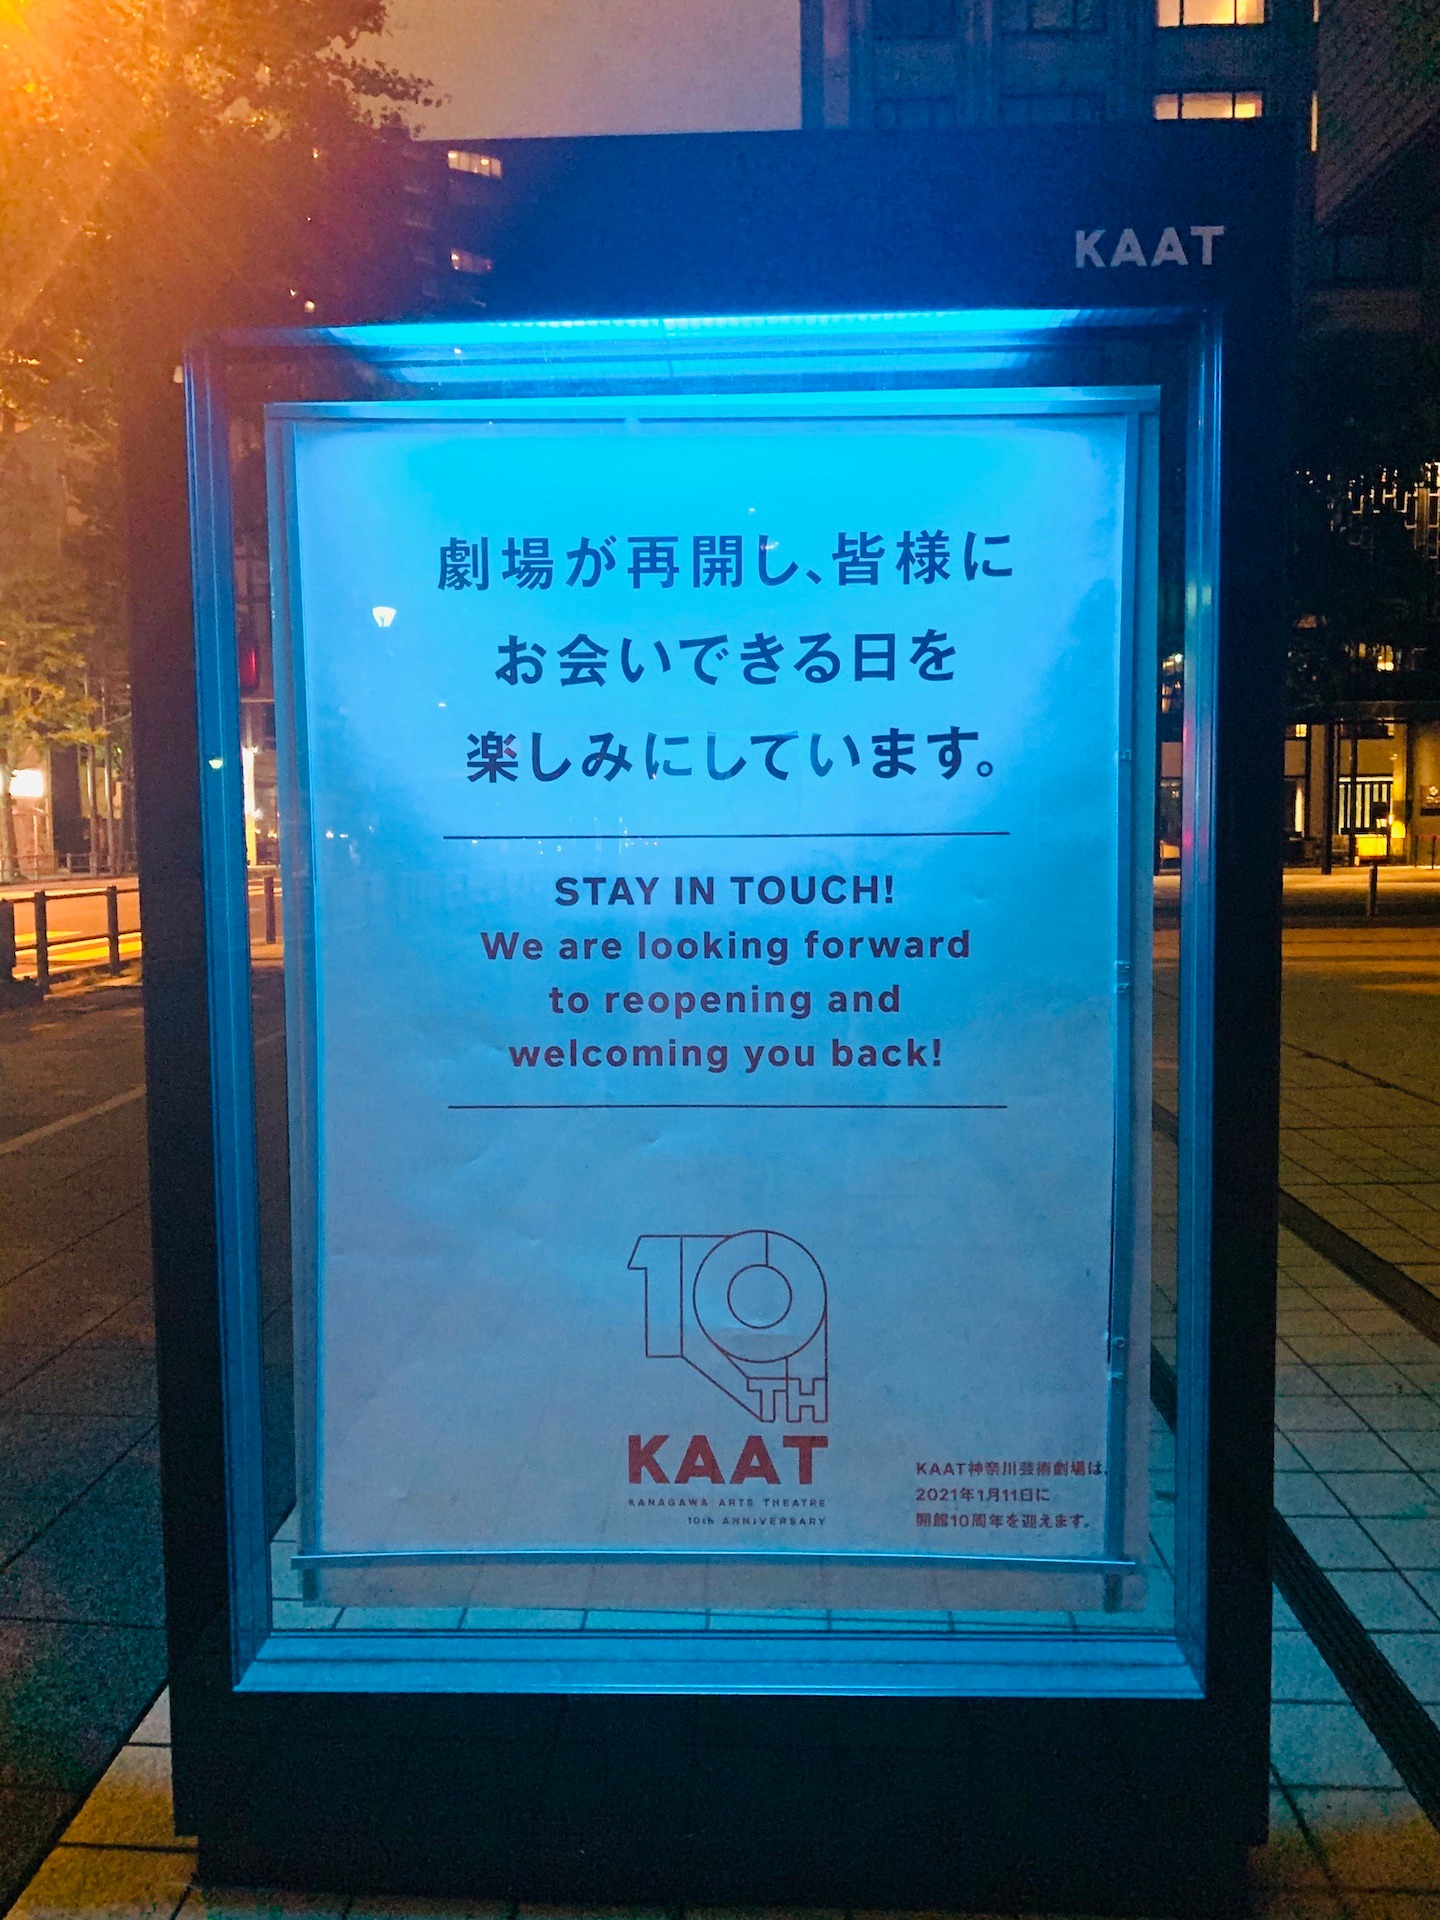 KAAT
劇場が再開し、皆様に
お会いできる日を
楽しみにしています。
STAY IN TOUCH!
We are looking forward
to reopening and
welcoming you back!
10TH
KAAT
KANAGAWA ARTS THEATRE
10th ANNIVERSARY
KAAT神奈川芸術劇場は、
2021年1月11日に
開館10周年を迎えます。